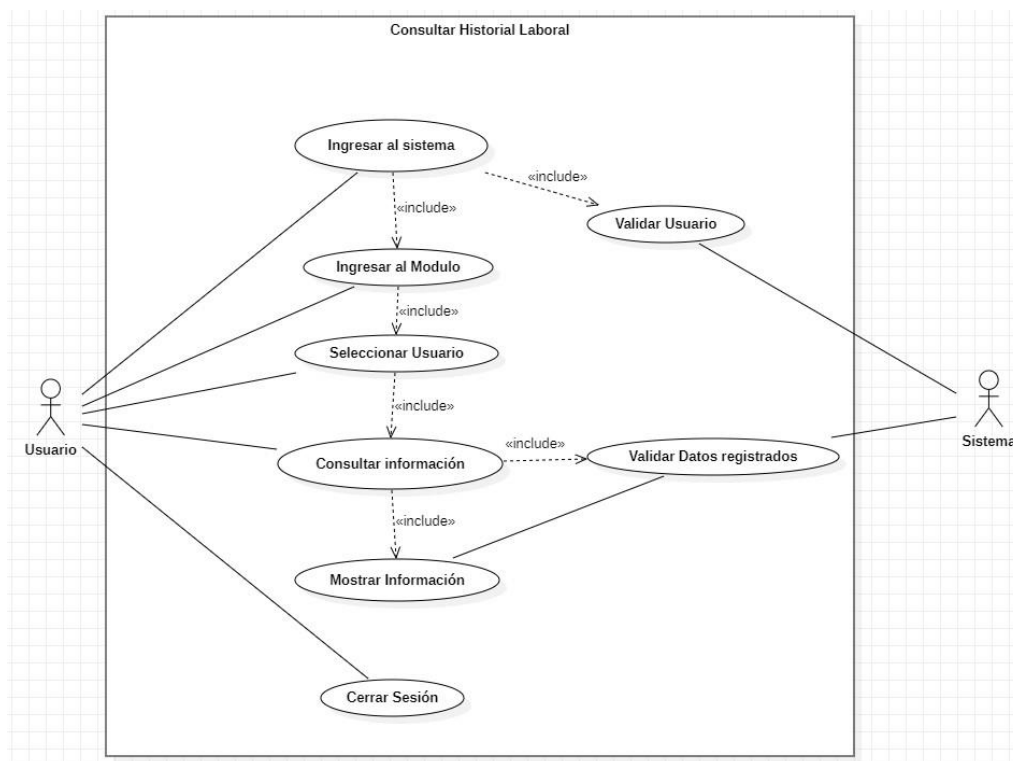 Consultar Historial Laboral
Ingresar al sistema
«include»
«include»
Validar Usuario
Ingresar al Modulo
«include»
Seleccionar Usuario
«include»
Usuario
Sistema
«include»
Consultar información
Validar Datos registrados
«include»
Mostrar Información
Cerrar Sesión